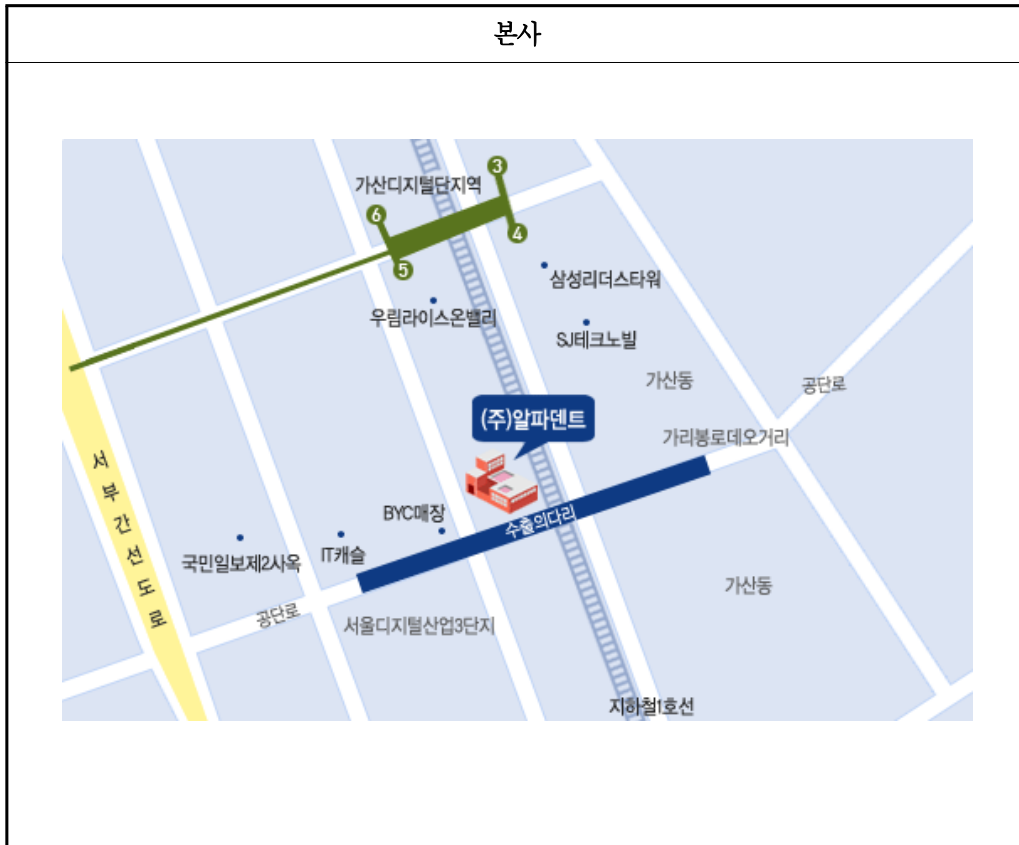 본사
3
가산디지털단지역
6
4
5
삼성리더스타워
우림라이스온밸리
SJ테크노빌
가산동
공단로
(주)알파덴트
가리봉로데오거리
서부간선도로
BYC매장
수출의다리
국민일보제2사옥
IT캐슬
가산동
공단로
서울디지털산업3단지
지하철1호선